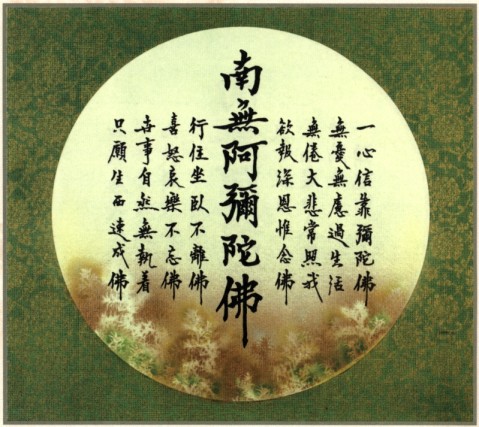 一心信靠彌陀佛
無憂無慮過生活
無倦大悲常照我
欲報深恩惟念佛
南無阿彌陀佛
行住坐臥不離佛
喜怒哀樂不忘佛
世事自然無執着
只願生西速成佛